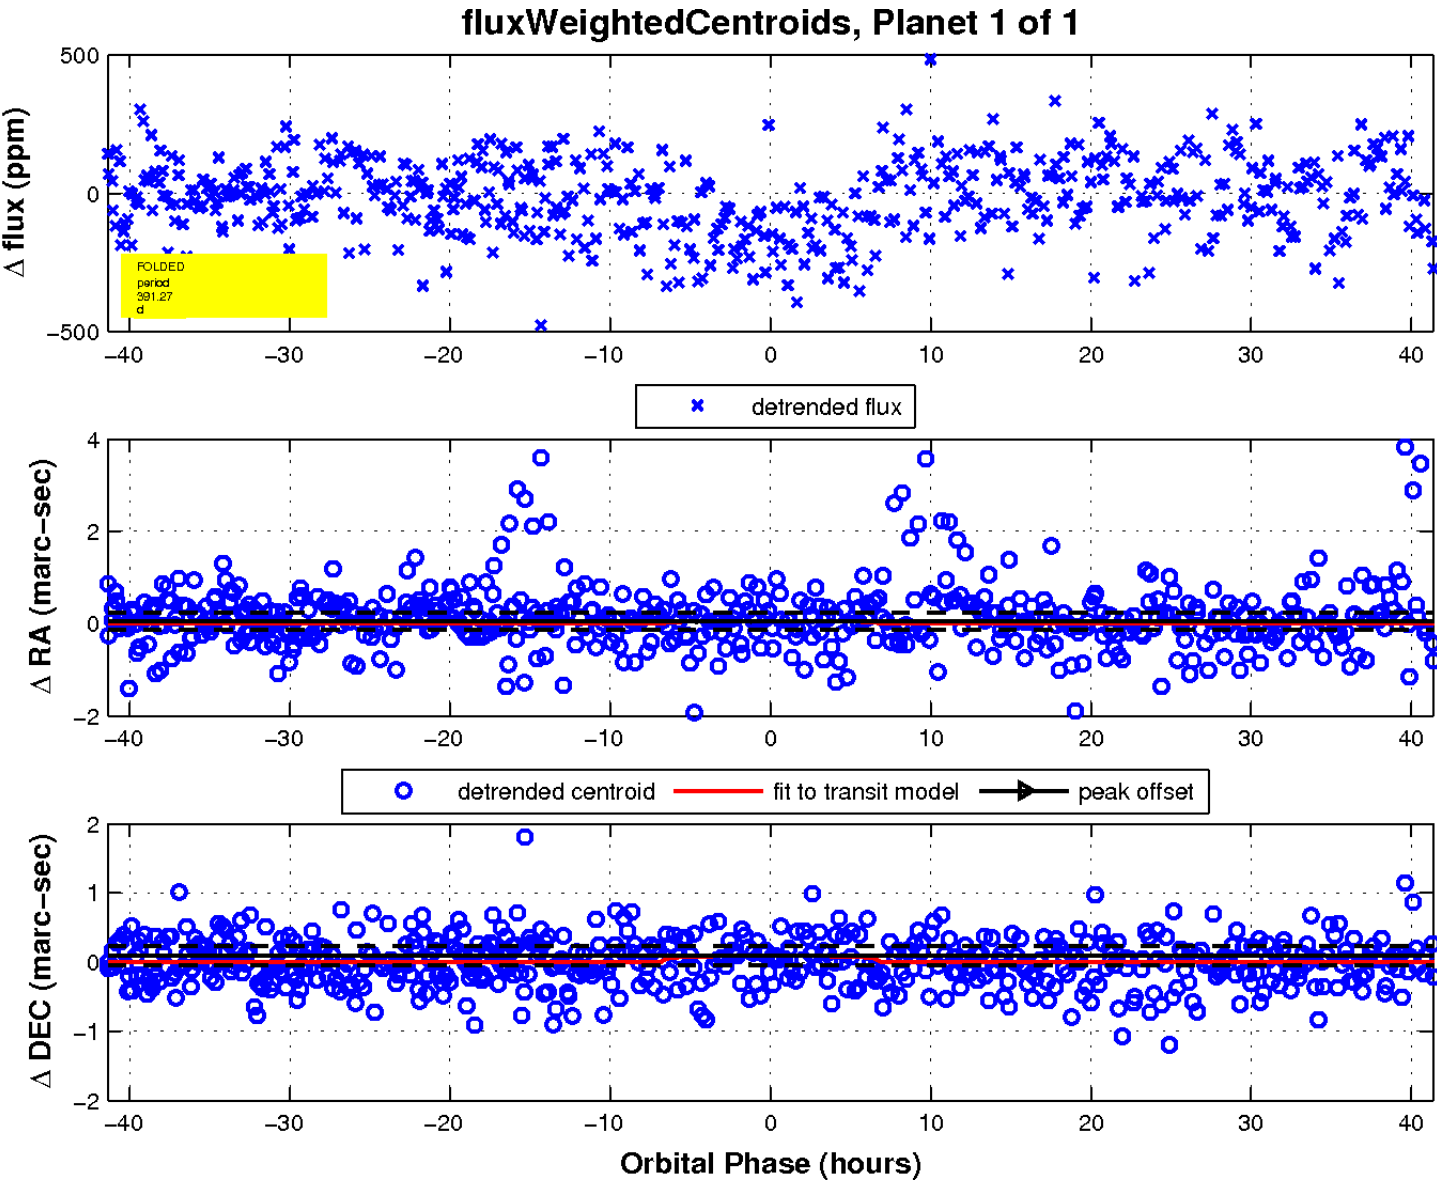 fluxWeightedCentroids, Planet 1 of 1
Δ flux (ppm)
500
0
−500
FOLDED
period
391.27
d
−40 −30 −20 −10 0 10 20 30 40
detrended flux
Δ RA (marc−sec)
4
2
0
−2
−40 −30 −20 −10 0 10 20 30 40
detrended centroid fit to transit model peak offset
Δ DEC (marc−sec)
2
1
0
−1
−2
−40 −30 −20 −10 0 10 20 30 40
Orbital Phase (hours)